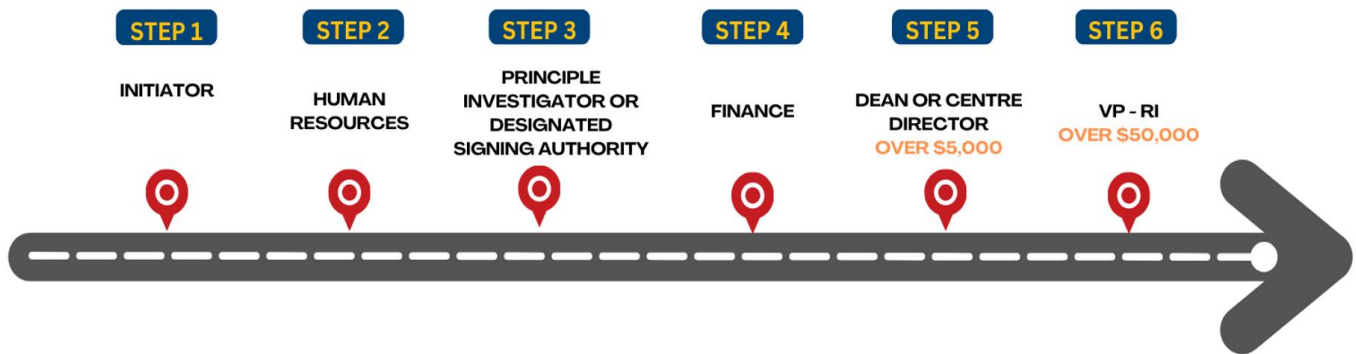 STEP 1
INITIATOR
STEP 2
HUMAN
RESOURCES
STEP 3
PRINCIPLE
INVESTIGATOR OR
DESIGNATED
SIGNING AUTHORITY
STEP 4
FINANCE
STEP 5
DEAN OR CENTRE
DIRECTOR
OVER $5,000
STEP 6
VP - RI
OVER $50,000